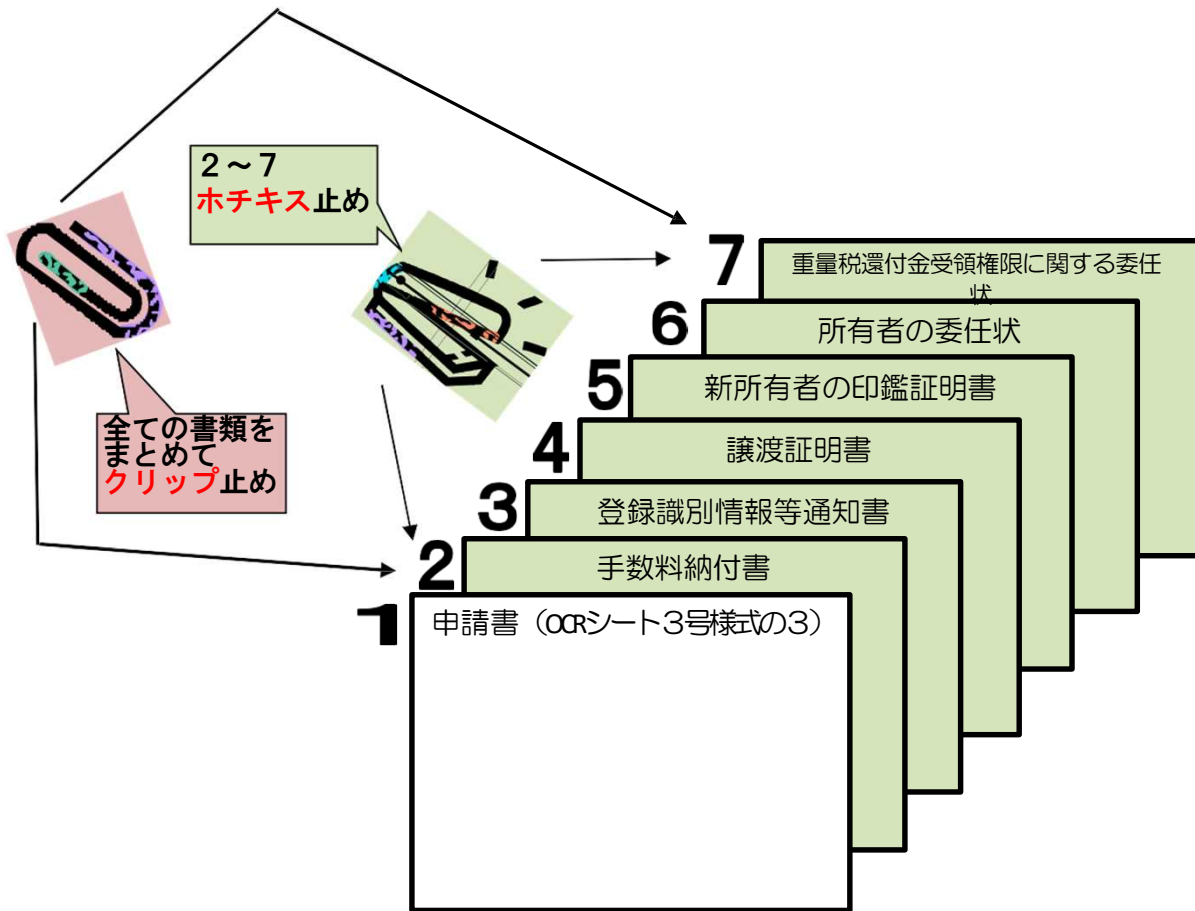 ２～７
ホチキス止め
全ての書類を
まとめて
クリップ止め
7
重量税還付金受領権限に関する委任
状
6
所有者の委任状
5
新所有者の印鑑証明書
4
譲渡証明書
3
登録識別情報等通知書
2
手数料納付書
1
申請書（OCRシート３号様式の３）